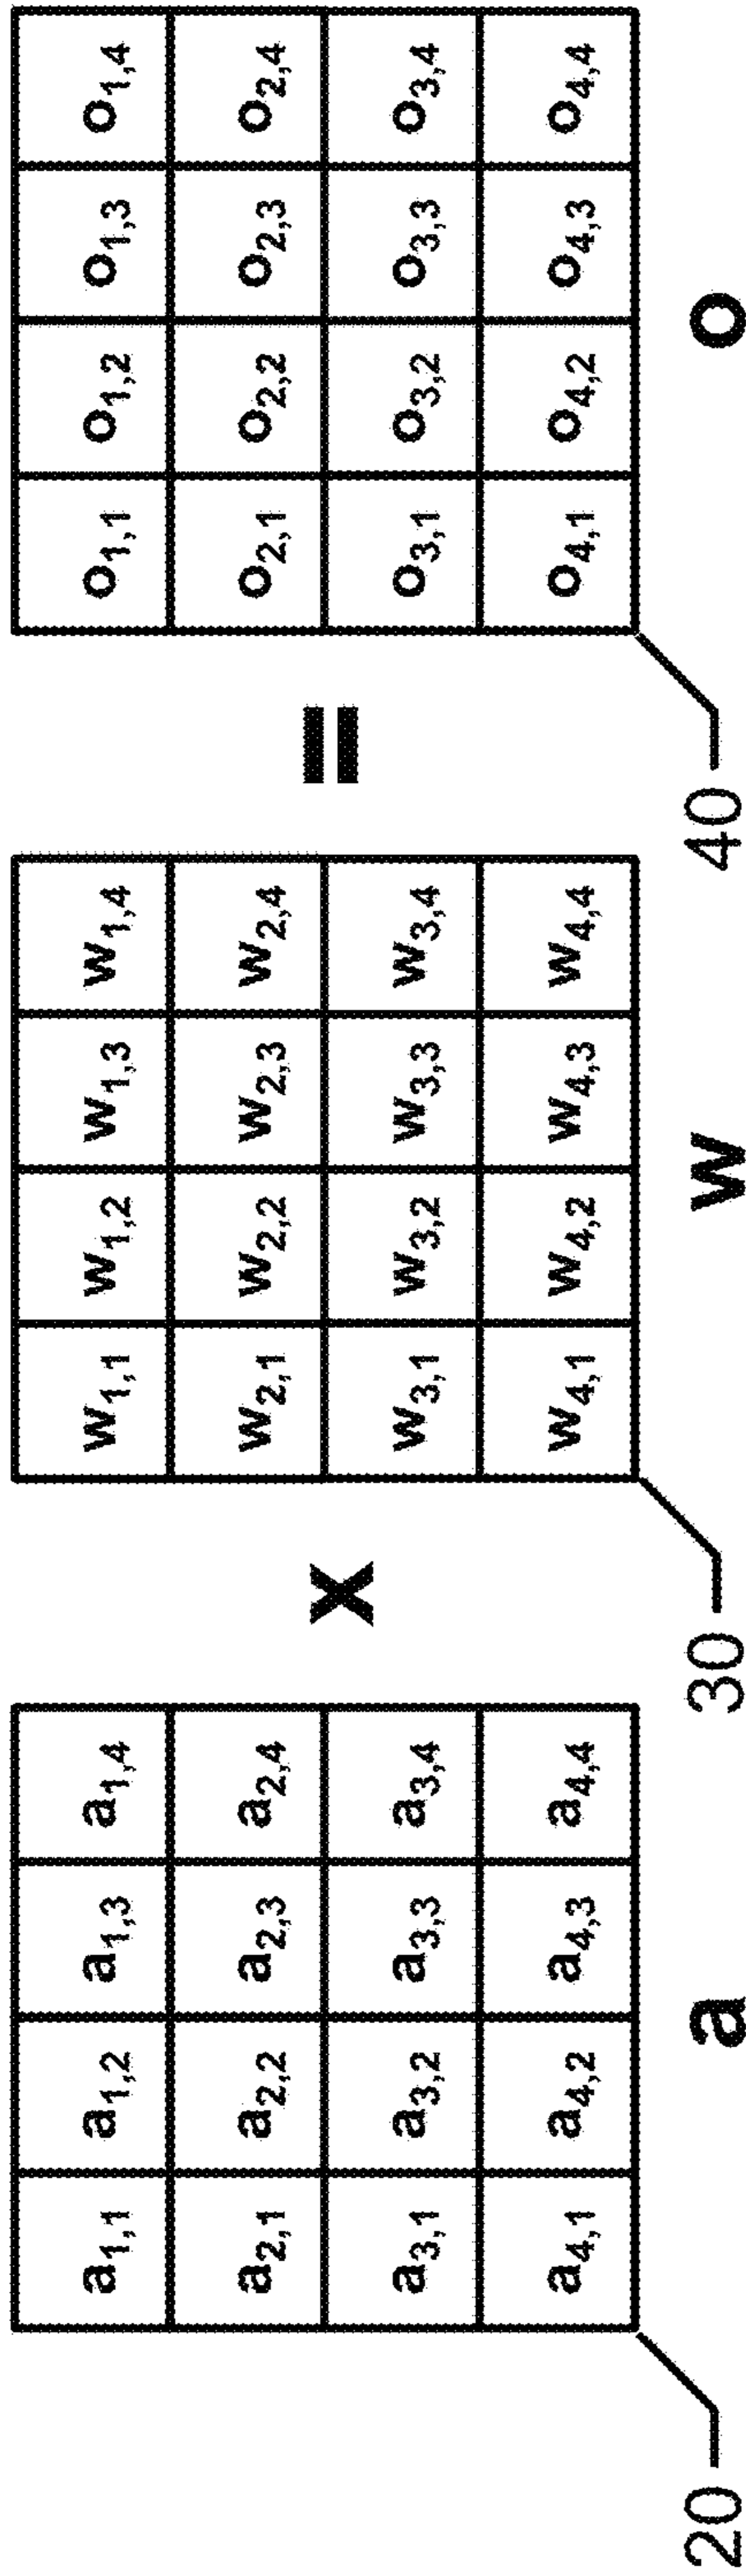 a1,1 a1,2 a1,3 a1,4 w1,1 w1,2 w1,3 w1,4 o1,1 o1,2 o1,3 o1,4
a2,1 a2,2 a2,3 a2,4 w2,1 w2,2 w2,3 w2,4 o2,1 o2,2 o2,3 o2,4
X =
a3,1 a3,2 a3,3 a3,4 w3,1 w3,2 w3,3 w3,4 o3,1 o3,2 o3,3 o3,4
a4,1 a4,2 a4,3 a4,4 w4,1 w4,2 w4,3 w4,4 o4,1 o4,2 o4,3 o4,4
20 a 30 w 40 o